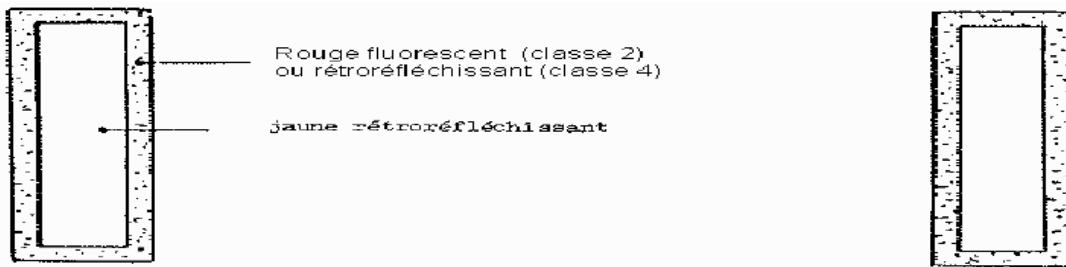 Rouge fluorescent (classe 2)
ou rétroréfléchissant (classe 4)
jaune rétroréfléchissant